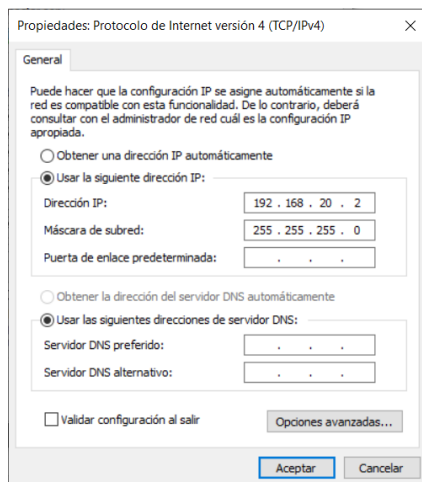 Propiedades: Protocolo de Internet versión 4 (TCP/IPv4)
General
Puede hacer que la configuración IP se asigne automáticamente si la
red es compatible con esta funcionalidad. De lo contrario, deberá
consultar con el administrador de red cuál es la configuración IP
apropiada.
Obtener una dirección IP automáticamente
Usar la siguiente dirección IP:
Dirección IP: 192 . 168 . 20 . 2
Máscara de subred: 255 . 255 . 255 . 0
Puerta de enlace predeterminada: . . .
Obtener la dirección del servidor DNS automáticamente
Usar las siguientes direcciones de servidor DNS:
Servidor DNS preferido: . . .
Servidor DNS alternativo: . . .
Validar configuración al salir Opciones avanzadas...
Aceptar Cancelar